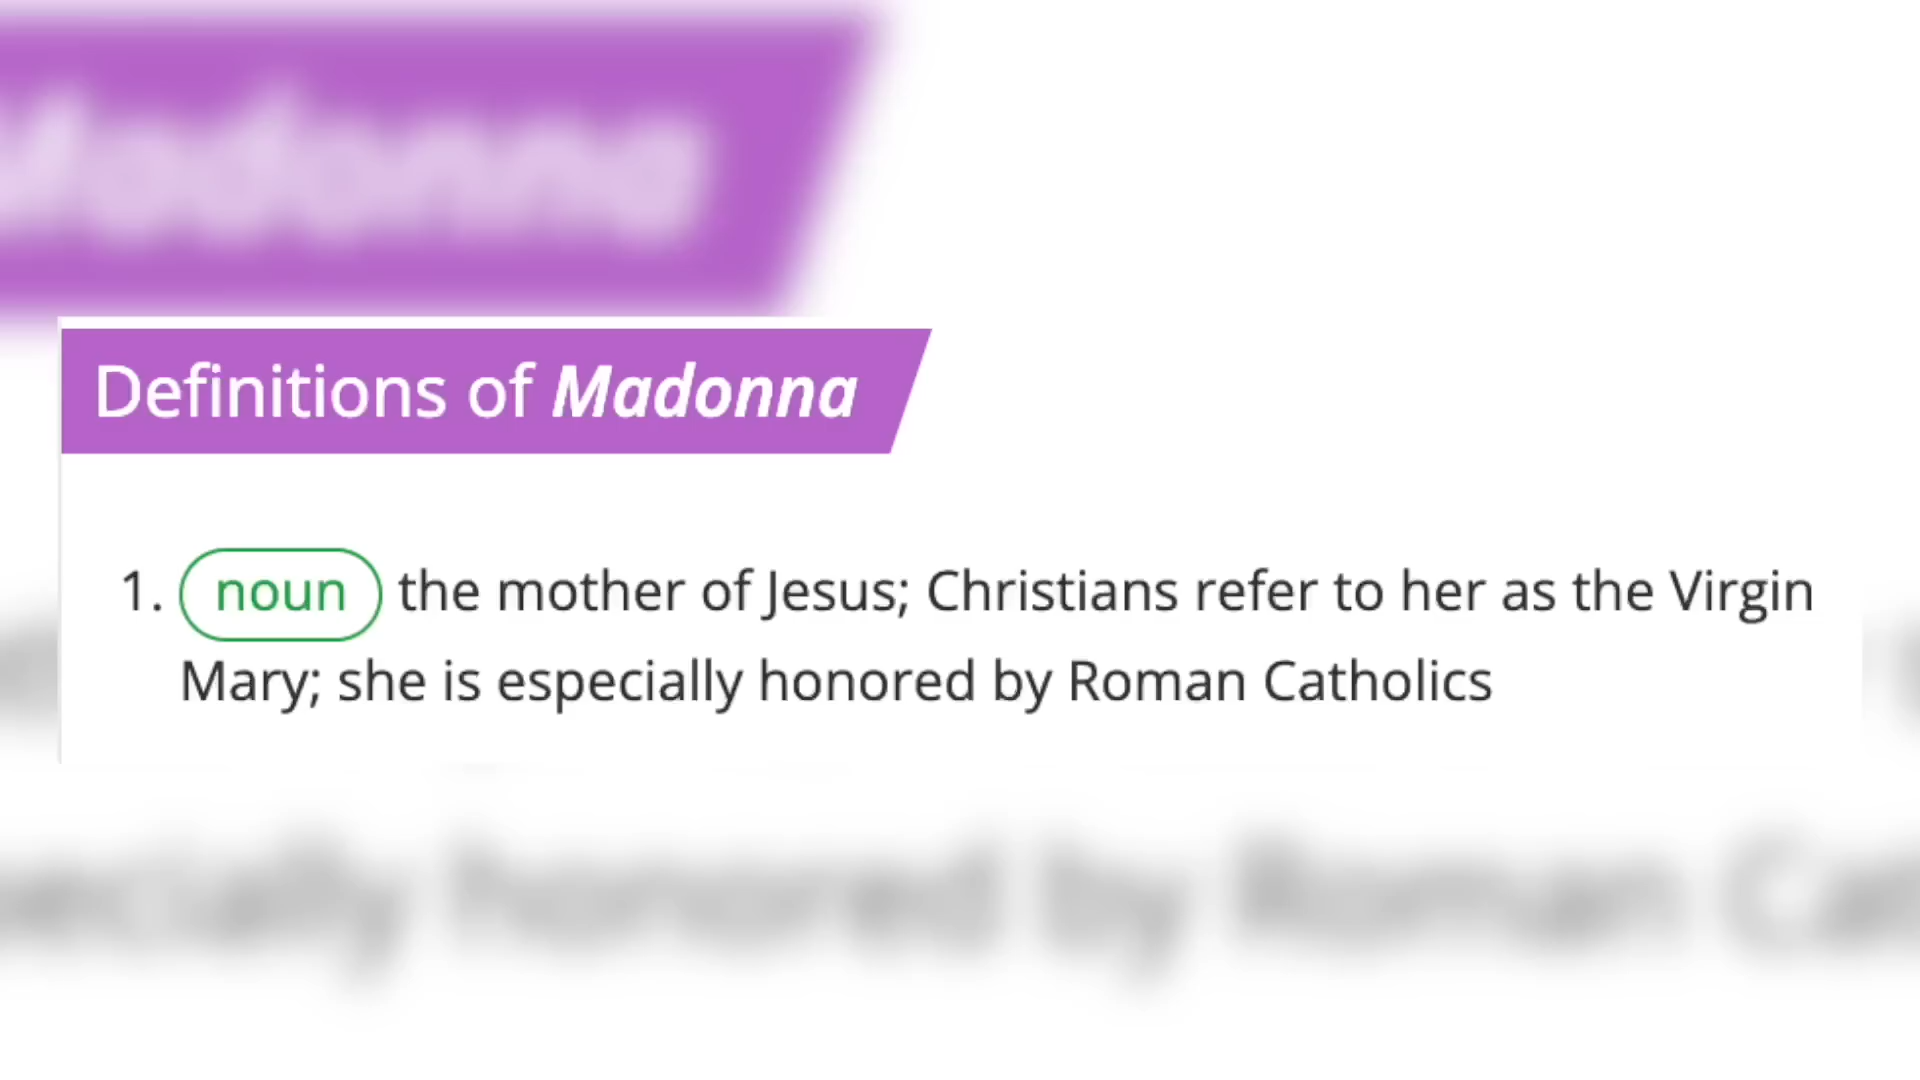 Definitions of Madonna
1. noun the mother of Jesus; Christians refer to her as the Virgin
Mary; she is especially honored by Roman Catholics